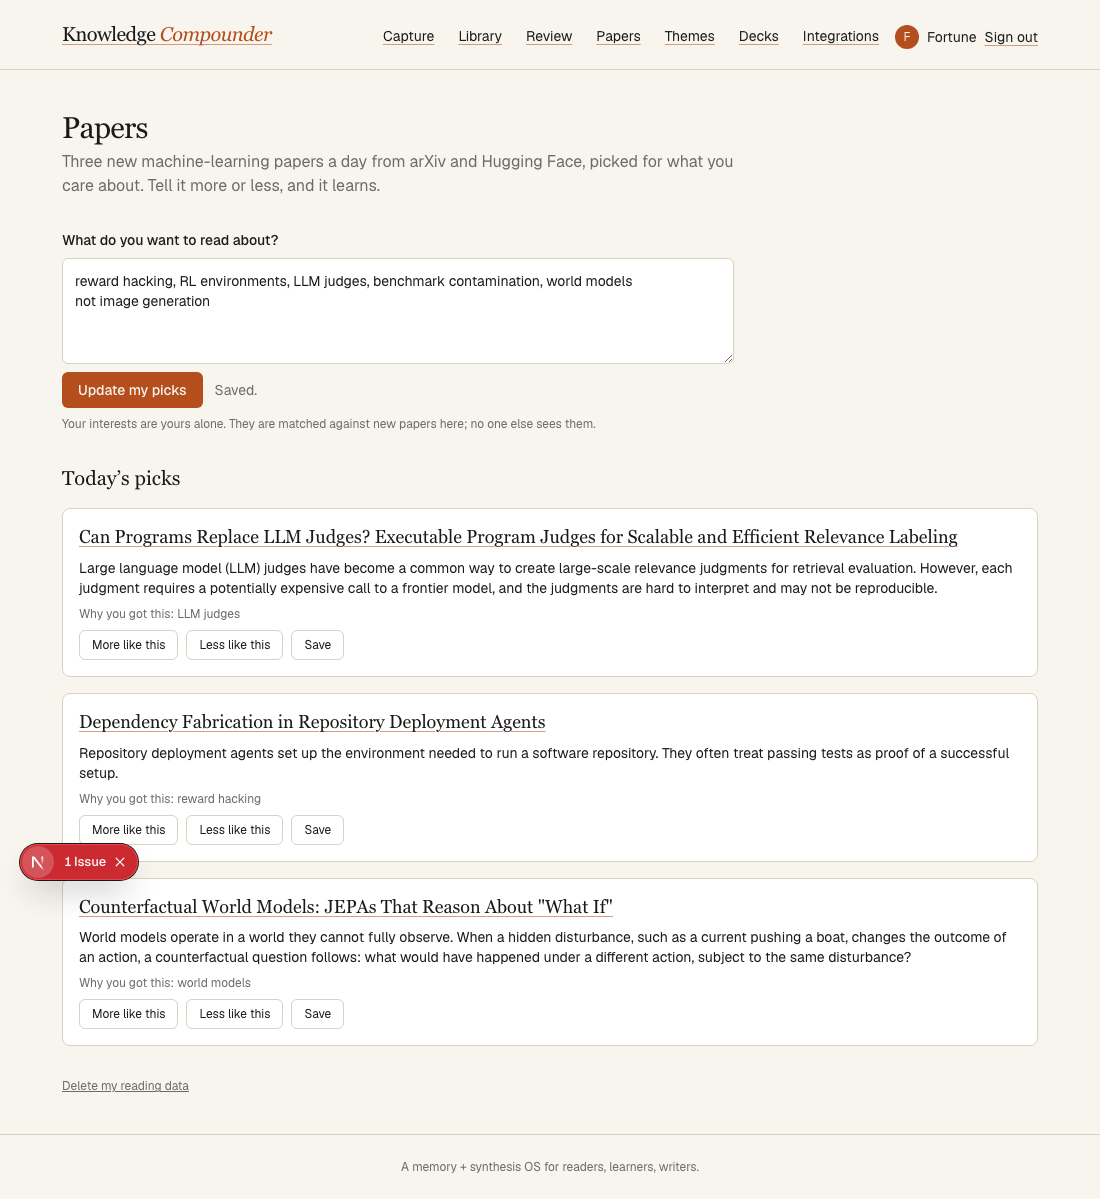 Knowledge Compounder
Capture Library Review Papers Themes Decks Integrations F Fortune Sign out
Papers
Three new machine-learning papers a day from arXiv and Hugging Face, picked for what you
care about. Tell it more or less, and it learns.
What do you want to read about?
reward hacking, RL environments, LLM judges, benchmark contamination, world models
not image generation
Update my picks Saved.
Your interests are yours alone. They are matched against new papers here; no one else sees them.
Today’s picks
Can Programs Replace LLM Judges? Executable Program Judges for Scalable and Efficient Relevance Labeling
Large language model (LLM) judges have become a common way to create large-scale relevance judgments for retrieval evaluation. However, each
judgment requires a potentially expensive call to a frontier model, and the judgments are hard to interpret and may not be reproducible.
Why you got this: LLM judges
More like this Less like this Save
Dependency Fabrication in Repository Deployment Agents
Repository deployment agents set up the environment needed to run a software repository. They often treat passing tests as proof of a successful
setup.
Why you got this: reward hacking
More like this Less like this Save
N 1 Issue
Counterfactual World Models: JEPAs That Reason About "What If"
World models operate in a world they cannot fully observe. When a hidden disturbance, such as a current pushing a boat, changes the outcome of
an action, a counterfactual question follows: what would have happened under a different action, subject to the same disturbance?
Why you got this: world models
More like this Less like this Save
Delete my reading data
A memory + synthesis OS for readers, learners, writers.